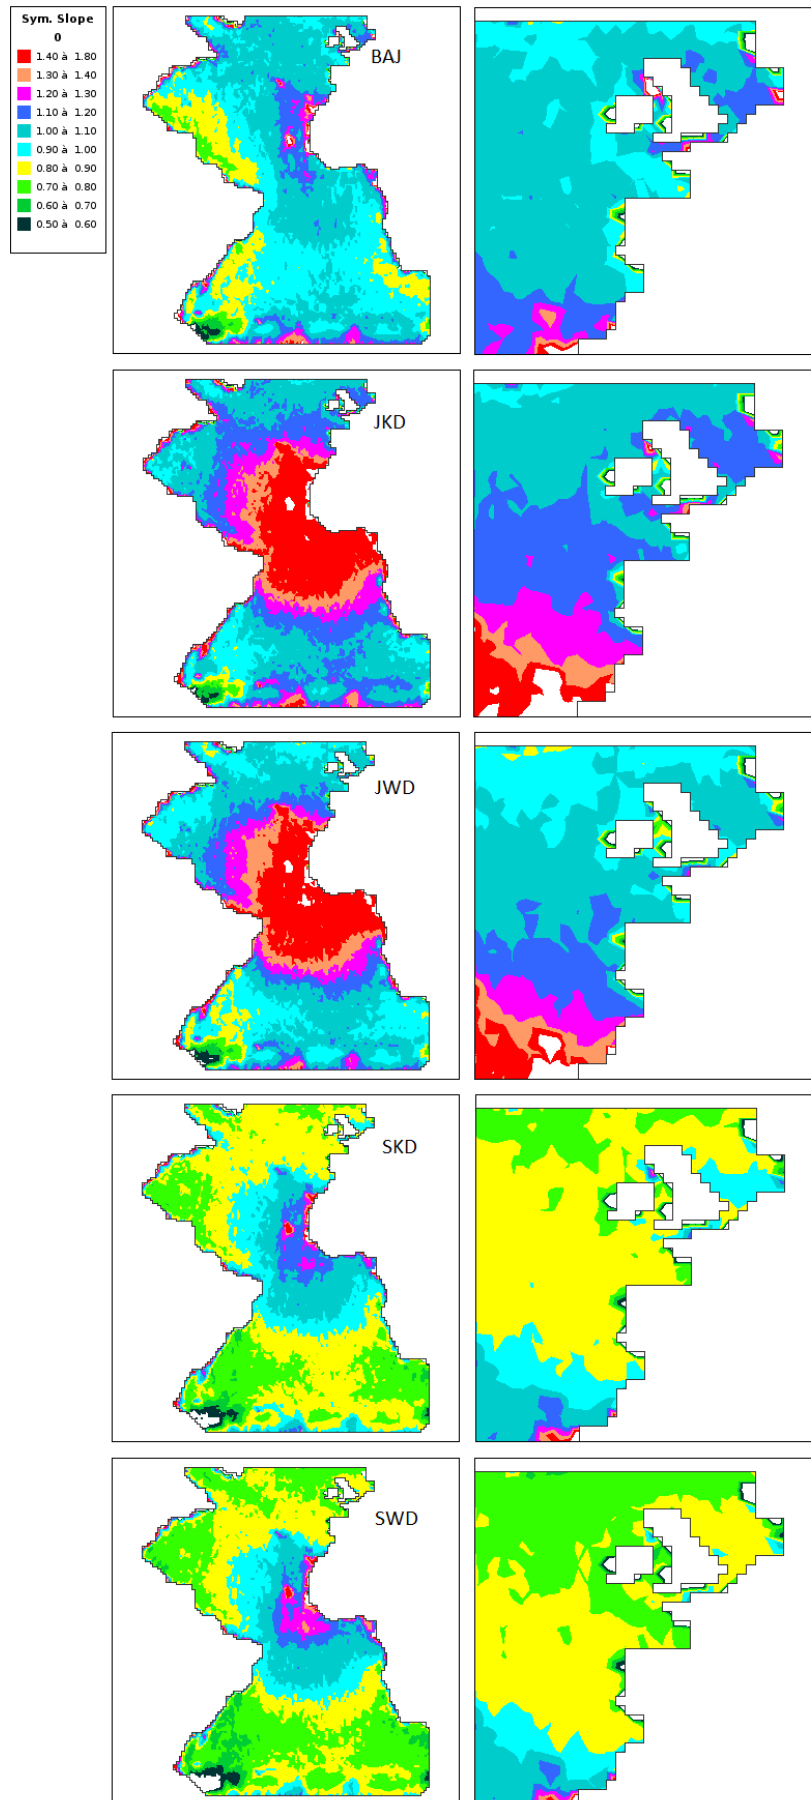 Sym. Slope
0
1.40 à 1.80
1.30 à 1.40
1.20 à 1.30
1.10 à 1.20
1.00 à 1.10
0.90 à 1.00
0.80 à 0.90
0.70 à 0.80
0.60 à 0.70
0.50 à 0.60
BAJ
JKD
JWD
SKD
SWD